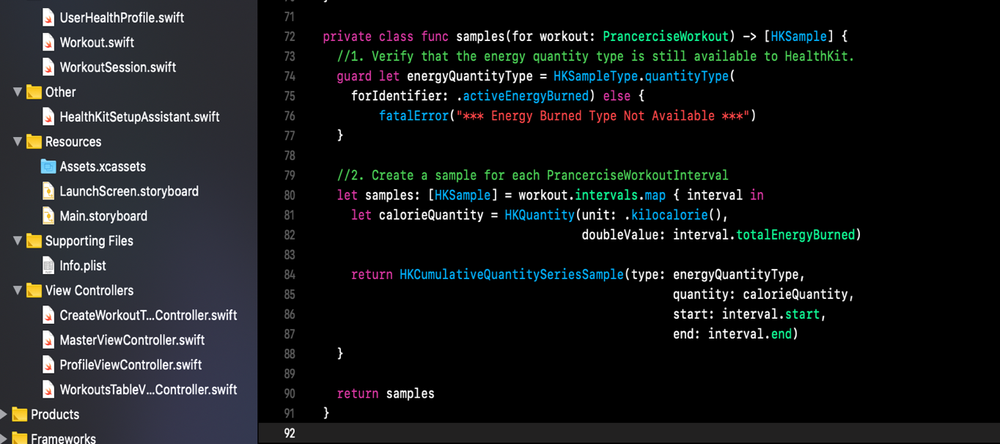 UserHealthProfile.swift
Workout.swift
WorkoutSession.swift
Other
HealthKitSetupAssistant.swift
Resources
Assets.xcassets
LaunchScreen.storyboard
Main.storyboard
Supporting Files
Info.plist
View Controllers
CreateWorkoutT...Controller.swift
MasterViewController.swift
ProfileViewController.swift
WorkoutsTableV...Controller.swift
Products
Frameworks
71
72 private class func samples(for workout: PrancerciseWorkout) -> [HKSample] {
73 //1. Verify that the energy quantity type is still available to HealthKit.
74 guard let energyQuantityType = HKSampleType.quantityType(
75 forIdentifier: .activeEnergyBurned) else {
76 fatalError("*** Energy Burned Type Not Available ***")
77 }
78
79 //2. Create a sample for each PrancerciseWorkoutInterval
80 let samples: [HKSample] = workout.intervals.map { interval in
81 let calorieQuantity = HKQuantity(unit: .kilocalorie(),
82 doubleValue: interval.totalEnergyBurned)
83
84 return HKCumulativeQuantitySeriesSample(type: energyQuantityType,
85 quantity: calorieQuantity,
86 start: interval.start,
87 end: interval.end)
88 }
89
90 return samples
91 }
92